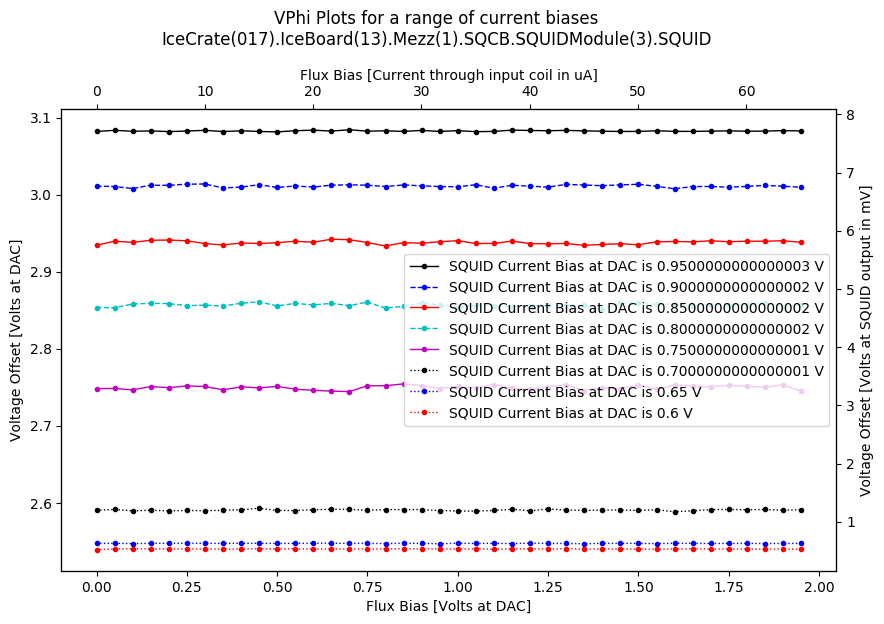 VPhi Plots for a range of current biases
IceCrate(017).IceBoard(13).Mezz(1).SQCB.SQUIDModule(3).SQUID
Flux Bias [Current through input coil in uA]
0 10 20 30 40 50 60
Voltage Offset [Volts at DAC]
3.1
3.0
2.9
2.8
2.7
2.6
8
7
6
5
4
3
2
1
Voltage Offset [Volts at SQUID output in mV]
SQUID Current Bias at DAC is 0.9500000000000003 V
SQUID Current Bias at DAC is 0.9000000000000002 V
SQUID Current Bias at DAC is 0.8500000000000002 V
SQUID Current Bias at DAC is 0.8000000000000002 V
SQUID Current Bias at DAC is 0.7500000000000001 V
SQUID Current Bias at DAC is 0.7000000000000001 V
SQUID Current Bias at DAC is 0.65 V
SQUID Current Bias at DAC is 0.6 V
0.00 0.25 0.50 0.75 1.00 1.25 1.50 1.75 2.00
Flux Bias [Volts at DAC]